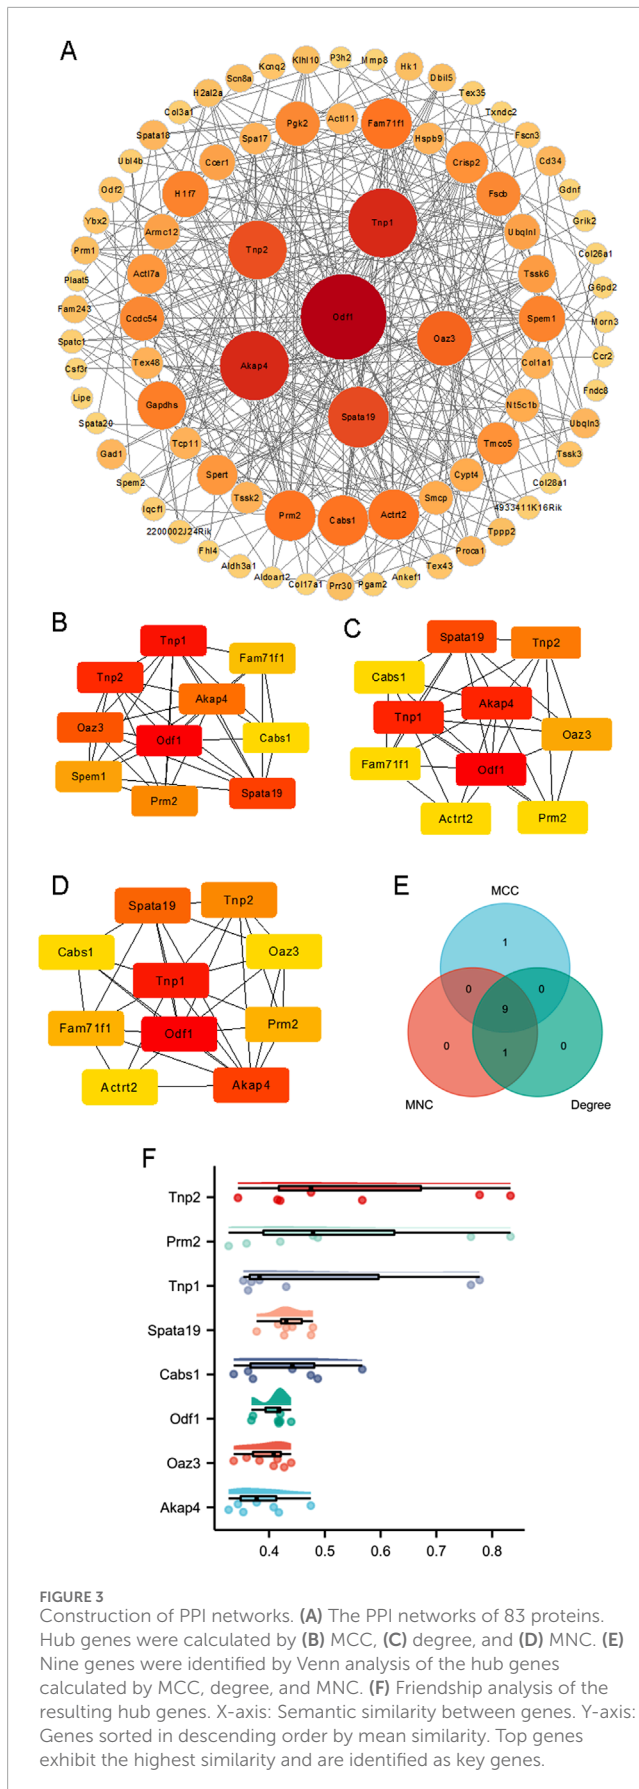 A
Klhl10
P3h2
Mmp8
Hk1
Kcnq2
Dbil5
Scn8a
Tex35
H2al2a
Txndc2
Col3a1
Pgk2
Actl11
Fam71f1
Fscn3
Spata18
Spa17
Hspb9
Cd34
Ubl4b
Ccer1
Crisp2
Gdnf
Odf2
H1f7
Fscb
Grik2
Ybx2
Tnp1
Armc12
Ubqlnl
Prm1
Tnp2
Col26a1
Plaat5
Actl7a
Tssk6
G6pd2
Fam243
Ccdc54
Odf1
Spem1
Morn3
Spatc1
Oaz3
Ccr2
Csf3r
Tex48
Akap4
Col1a1
Fndc8
Lipe
Gapdhs
Nt5c1b
Spata20
Spata19
Ubqln3
Gad1
Tcp11
Tmco5
Tssk3
Spem2
Spert
Cypt4
Col28a1
Iqcf1
Tssk2
Smcp
4933411K16Rik
2200002J24Rik
Prm2
Cabs1
Actrt2
Tppp2
Fhl4
Proca1
Aldh3a1
Tex43
Aldoart2
Col17a1
Prr30
Pgam2
Ankef1
B
Tnp1
Fam71f1
Tnp2
Akap4
Oaz3
Odf1
Cabs1
Spem1
Prm2
Spata19
C
Spata19
Tnp2
Cabs1
Akap4
Tnp1
Oaz3
Fam71f1
Odf1
Actrt2
Prm2
D
Spata19
Tnp2
Cabs1
Oaz3
Tnp1
Fam71f1
Odf1
Prm2
Actrt2
Akap4
E
MCC
1
0
0
9
0
1
0
MNC
Degree
F
Tnp2
Prm2
Tnp1
Spata19
Cabs1
Odf1
Oaz3
Akap4
0.4 0.5 0.6 0.7 0.8
FIGURE 3
Construction of PPI networks. (A) The PPI networks of 83 proteins.
Hub genes were calculated by (B) MCC, (C) degree, and (D) MNC. (E)
Nine genes were identified by Venn analysis of the hub genes
calculated by MCC, degree, and MNC. (F) Friendship analysis of the
resulting hub genes. X-axis: Semantic similarity between genes. Y-axis:
Genes sorted in descending order by mean similarity. Top genes
exhibit the highest similarity and are identified as key genes.